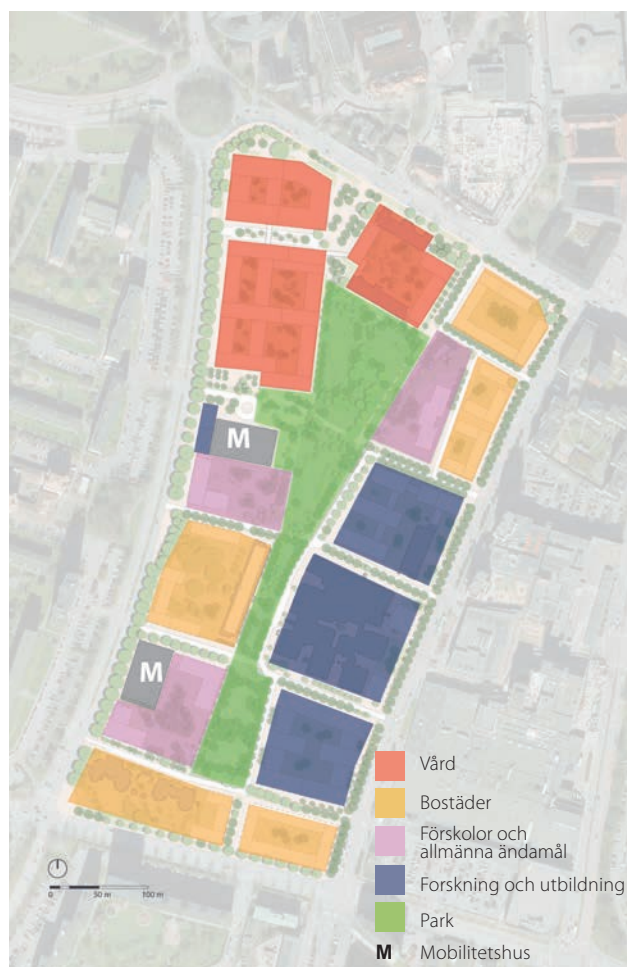 M
M
Vård
Bostäder
Förskolor och
allmänna ändamål
Forskning och utbildning
Park
M Mobilitetshus
0 50 m 100 m